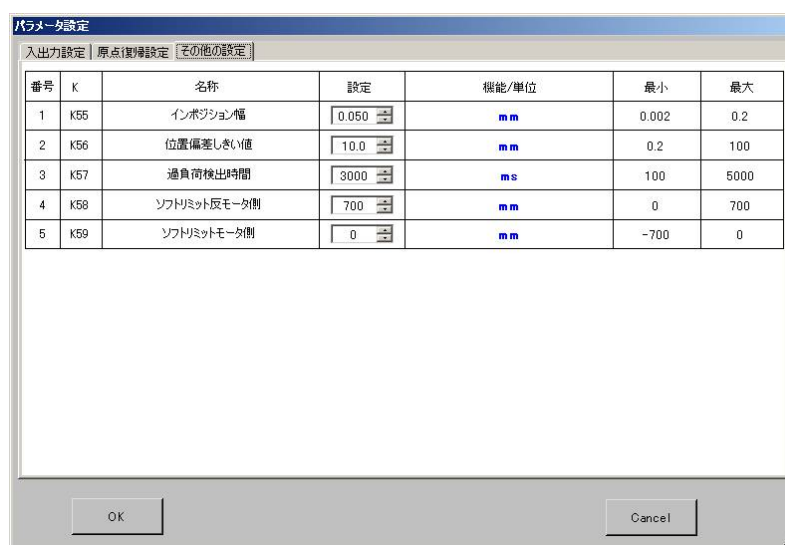 パラメータ設定
入出力設定 原点復帰設定 その他の設定
番号 K 名称 設定 機能/単位 最小 最大
1 K55 インポジション幅 0.050 mm 0.002 0.2
2 K56 位置偏差しきい値 10.0 mm 0.2 100
3 K57 過負荷検出時間 3000 ms 100 5000
4 K58 ソフトリミット反モータ側 700 mm 0 700
5 K59 ソフトリミットモータ側 0 mm -700 0
OK Cancel